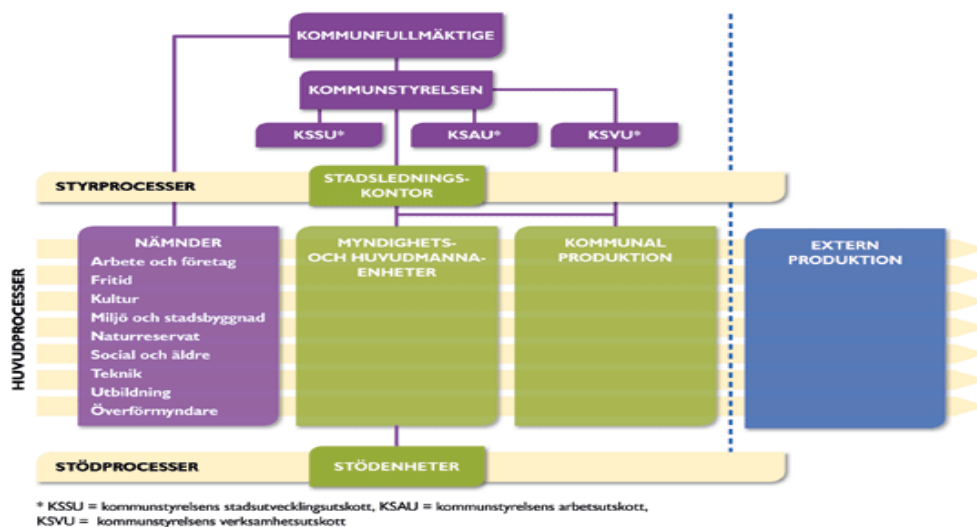 KOMMUNFULLMÄKTIGE
KOMMUNSTYRELSEN
KSSU*
KSAU*
KSVU*
STYRPROCESSER
STADSLEDNINGS-
KONTOR
HUVUDPROCESSER
NÄMNDER
Arbete och företag
Fritid
Kultur
Miljö och stadsbyggnad
Naturreservat
Social och äldre
Teknik
Utbildning
Överförmyndare
MYNDIGHETS-
OCH HUVUDMANNA-
ENHETER
KOMMUNAL
PRODUKTION
EXTERN
PRODUKTION
STÖDPROCESSER
STÖDENHETER
* KSSU = kommunstyrelsens stadsutvecklingsutskott, KSAU = kommunstyrelsens arbetsutskott,
KSVU = kommunstyrelsens verksamhetsutskott